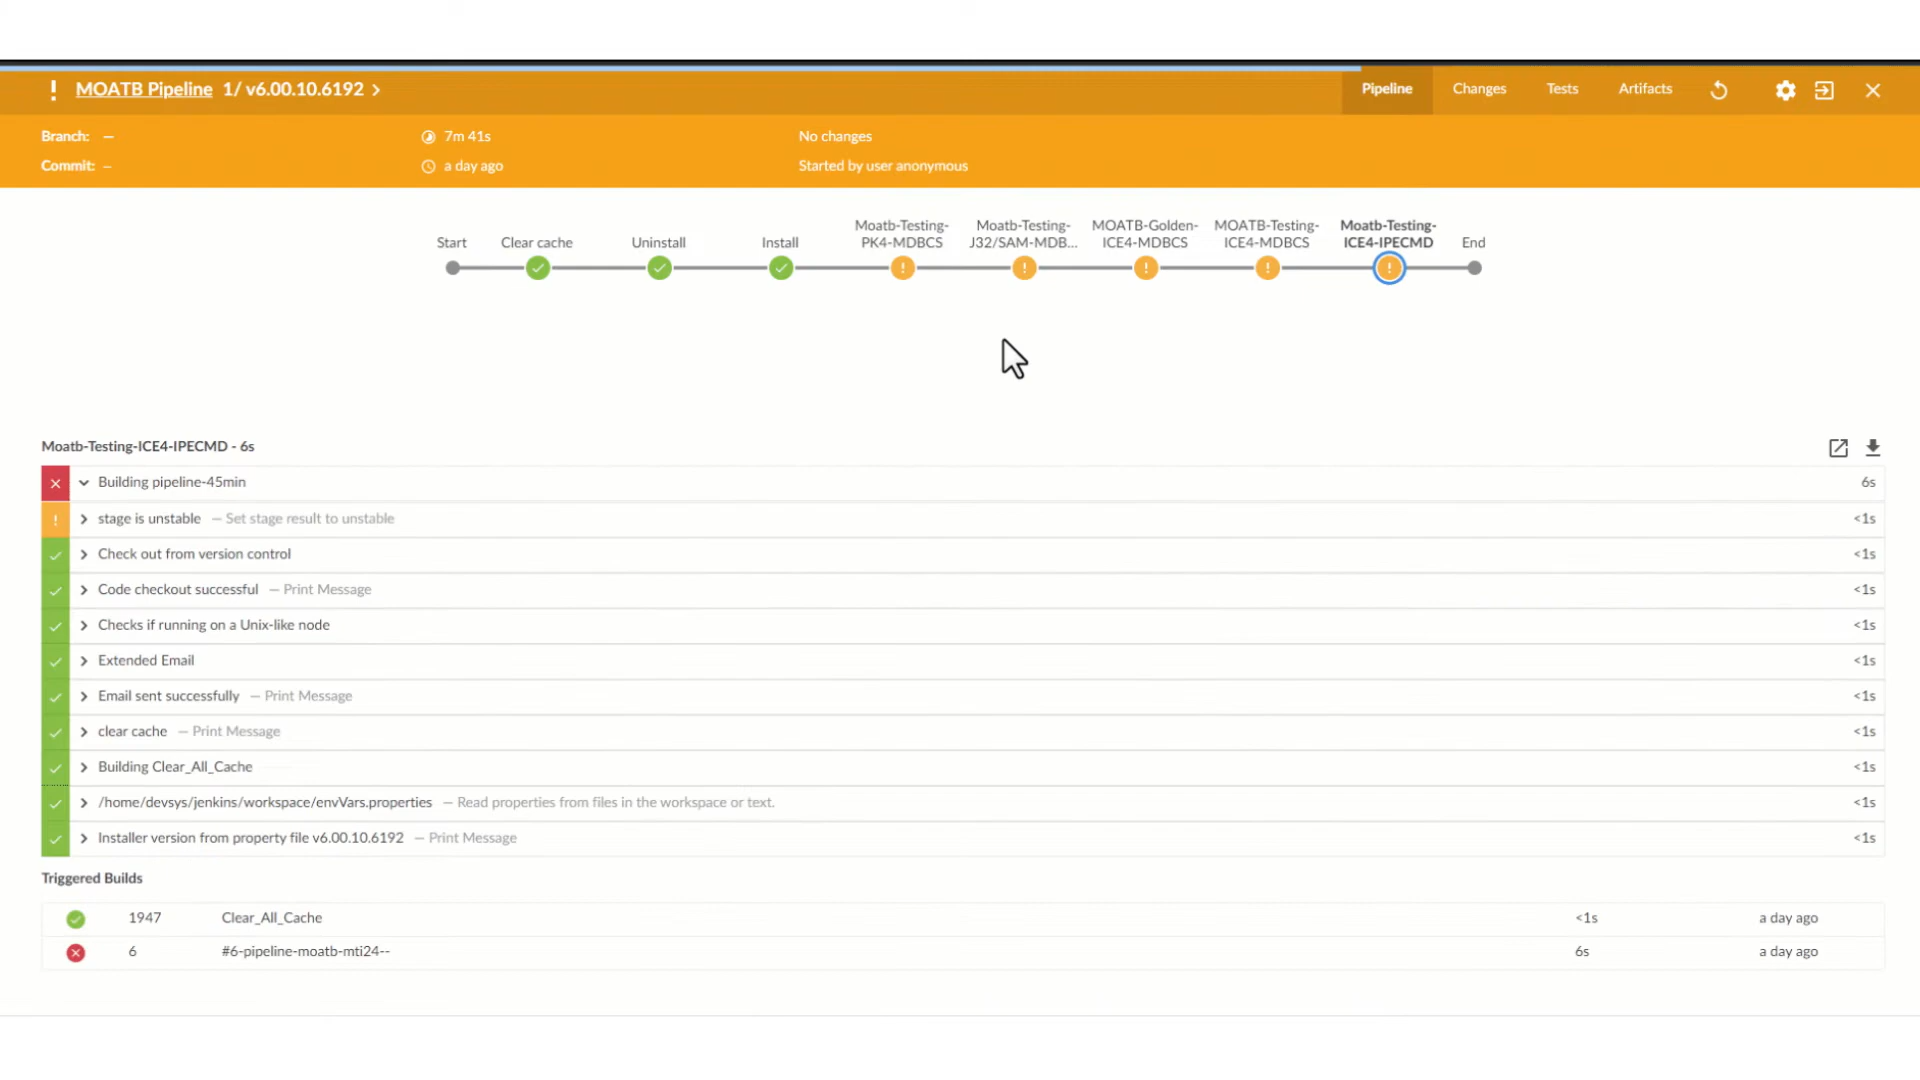 ! MOATB Pipeline 1/ v6.00.10.6192 >
Pipeline Changes Tests Artifacts
Branch: — 7m 41s No changes
Commit: – a day ago Started by user anonymous
Start
Clear cache
Uninstall
Install
Moatb-Testing-
PK4-MDBCS
Moatb-Testing-
J32/SAM-MDB...
MOATB-Golden-
ICE4-MDBCS
MOATB-Testing-
ICE4-MDBCS
Moatb-Testing-
ICE4-IPECMD
End
Moatb-Testing-ICE4-IPECMD - 6s
Building pipeline-45min 6s
stage is unstable — Set stage result to unstable <1s
Check out from version control <1s
Code checkout successful — Print Message <1s
Checks if running on a Unix-like node <1s
Extended Email <1s
Email sent successfully — Print Message <1s
clear cache — Print Message <1s
Building Clear_All_Cache <1s
/home/devsys/jenkins/workspace/envVars.properties — Read properties from files in the workspace or text. <1s
Installer version from property file v6.00.10.6192 — Print Message <1s
Triggered Builds
1947 Clear_All_Cache <1s a day ago
6 #6-pipeline-moatb-mti24-- 6s a day ago